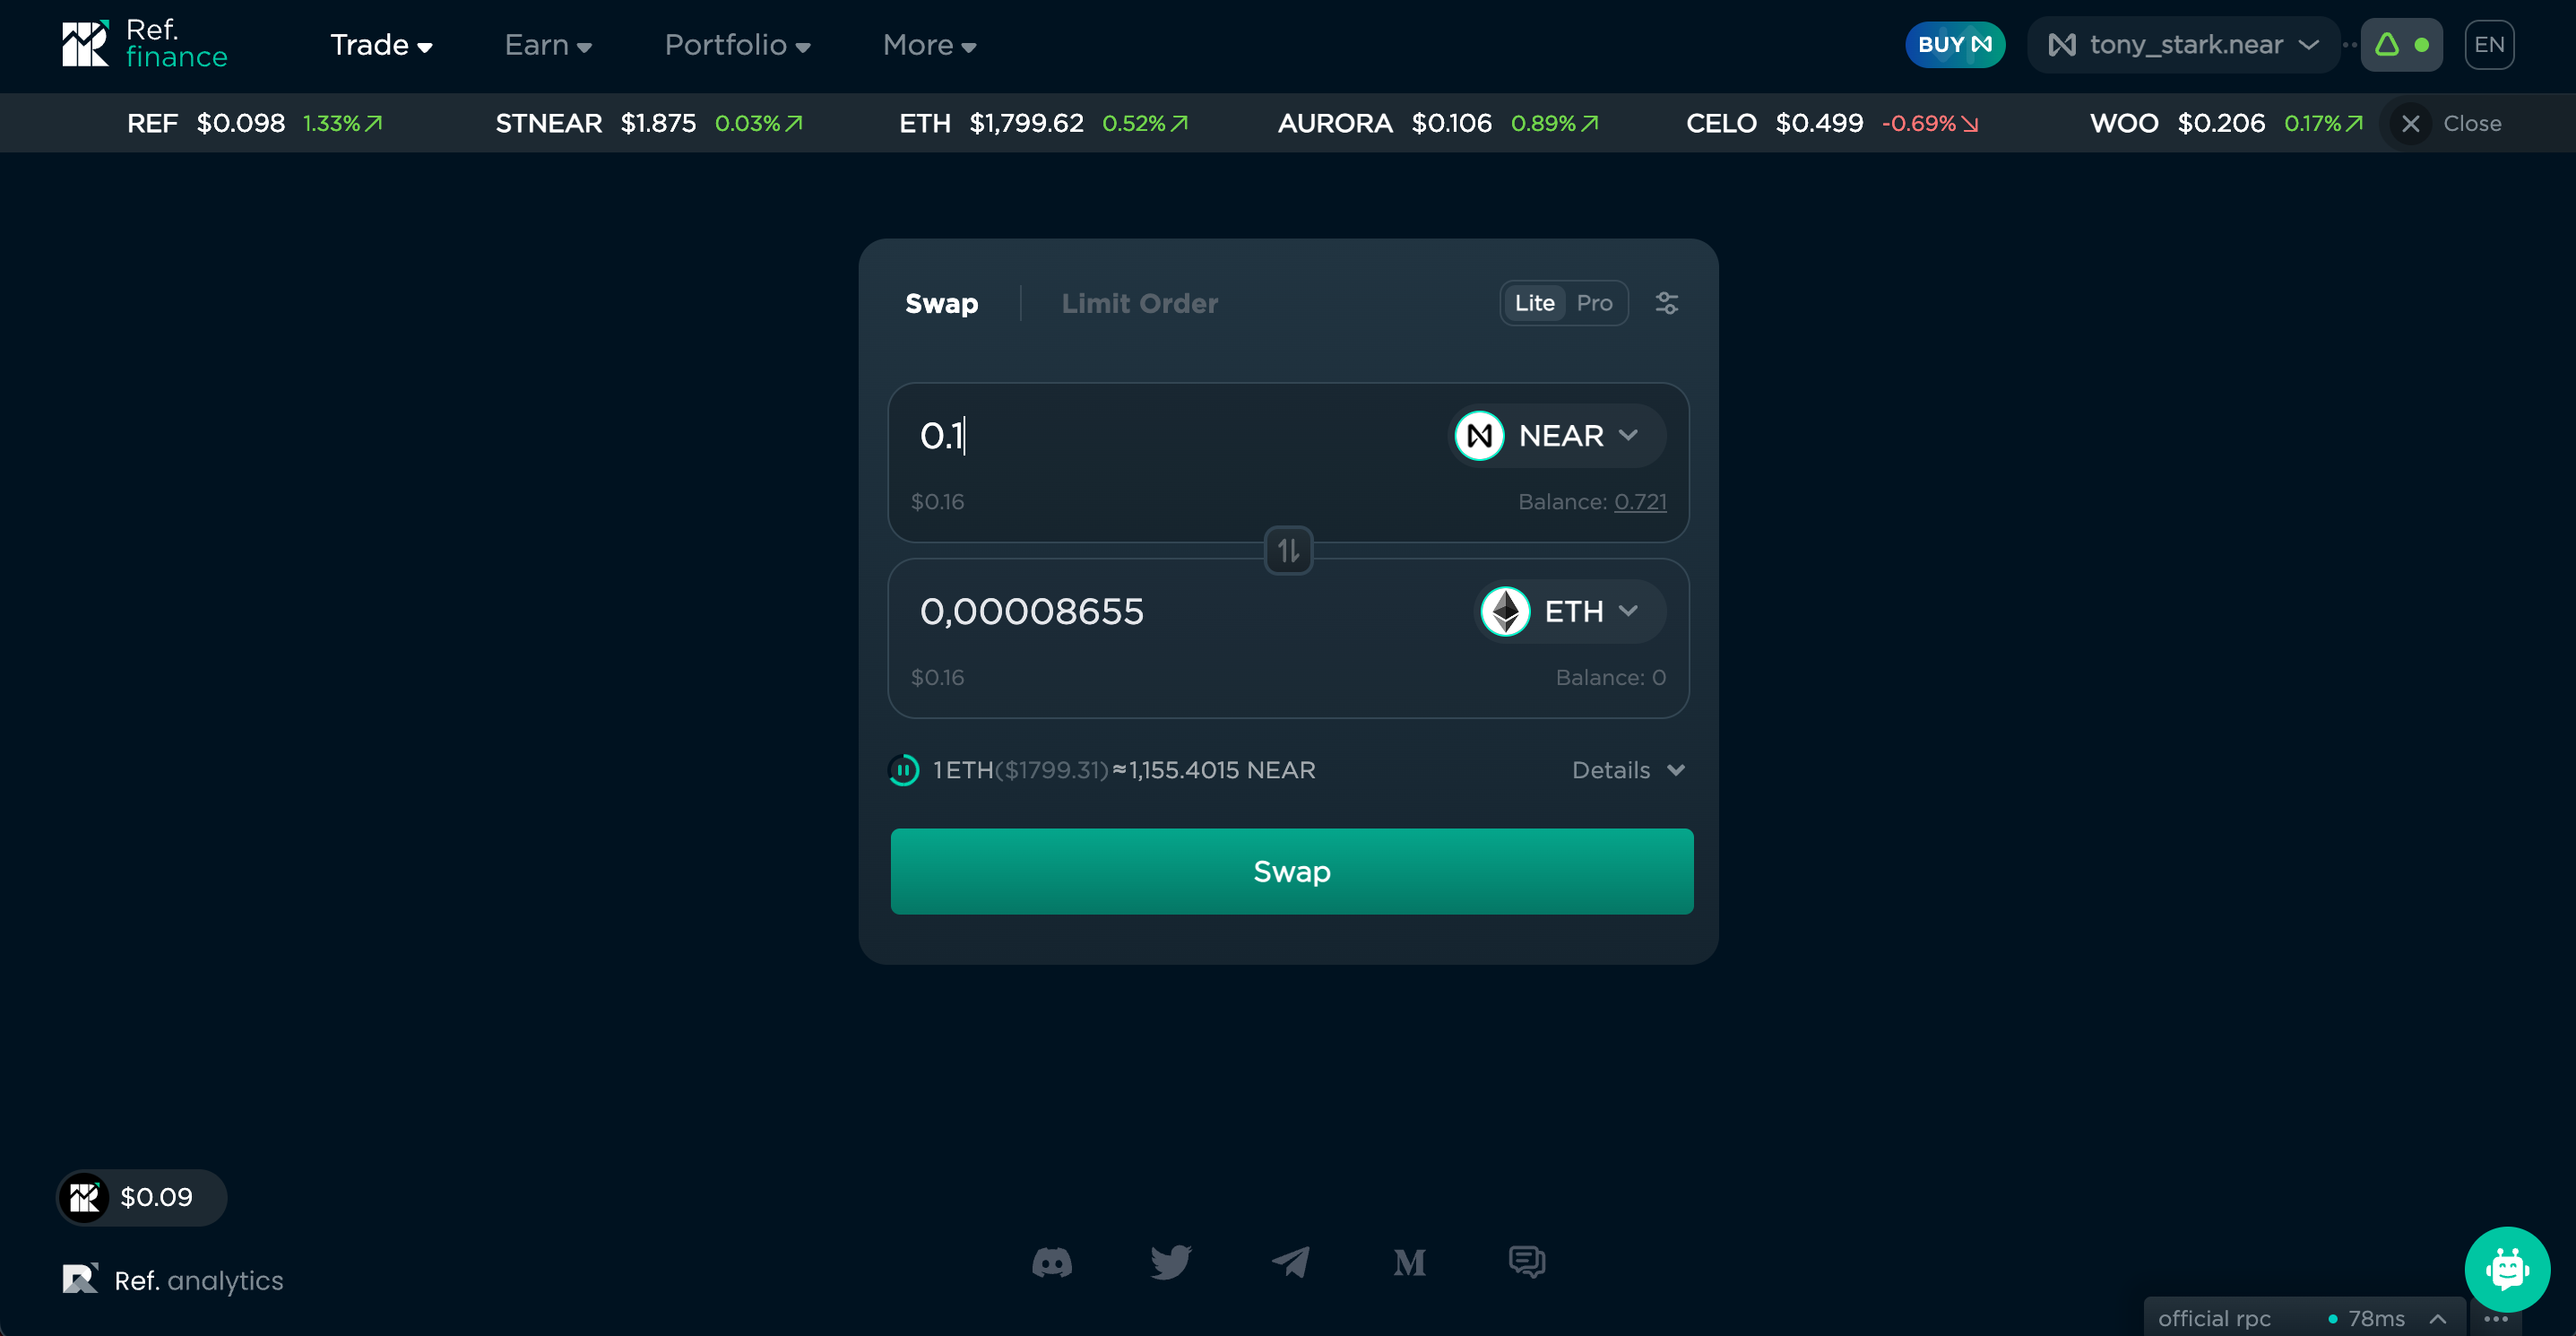 Ref.
finance
Trade
Earn
Portfolio
More
BUY
tony_stark.near
EN
REF $0.098 1.33%
STNEAR $1.875 0.03%
ETH $1,799.62 0.52%
AURORA $0.106 0.89%
CELO $0.499 -0.69%
WOO $0.206 0.17%
Close
Swap
Limit Order
Lite Pro
0.1
NEAR
$0.16
Balance: 0.721
0,00008655
ETH
$0.16
Balance: 0
1 ETH($1799.31)≈1,155.4015 NEAR
Details
Swap
$0.09
Ref. analytics
official rpc
78ms